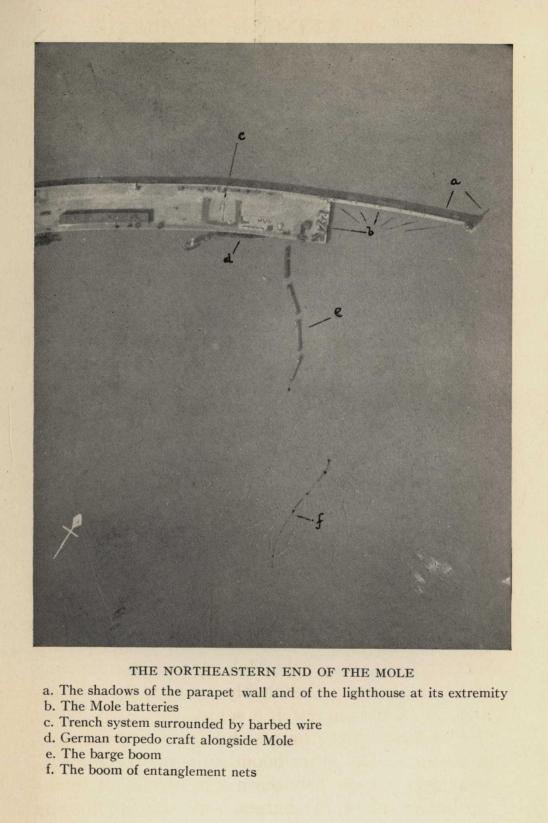 c
a
b
d
e
f
THE NORTHEASTERN END OF THE MOLE
a. The shadows of the parapet wall and of the lighthouse at its extremity
b. The Mole batteries
c. Trench system surrounded by barbed wire
d. German torpedo craft alongside Mole
e. The barge boom
f. The boom of entanglement nets